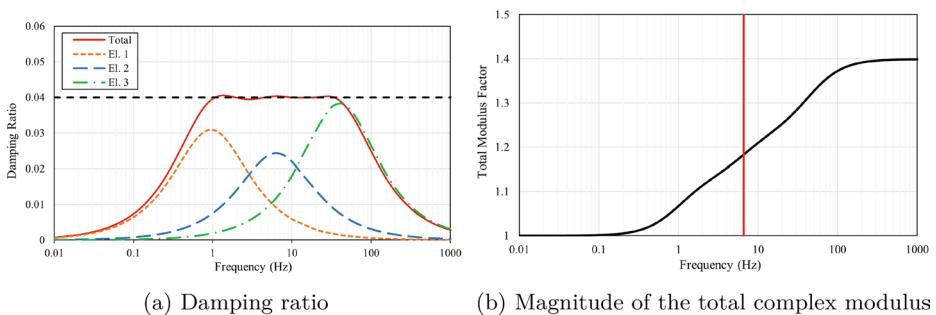 0.06
0.05
0.04
0.03
0.02
0.01
0
Damping Ratio
Total
El. 1
El. 2
El. 3
0.01 0.1 1 10 100 1000
Frequency (Hz)
(a) Damping ratio
1.5
1.4
1.3
1.2
1.1
1
Total Modulus Factor
0.01 0.1 1 10 100 1000
Frequency (Hz)
(b) Magnitude of the total complex modulus